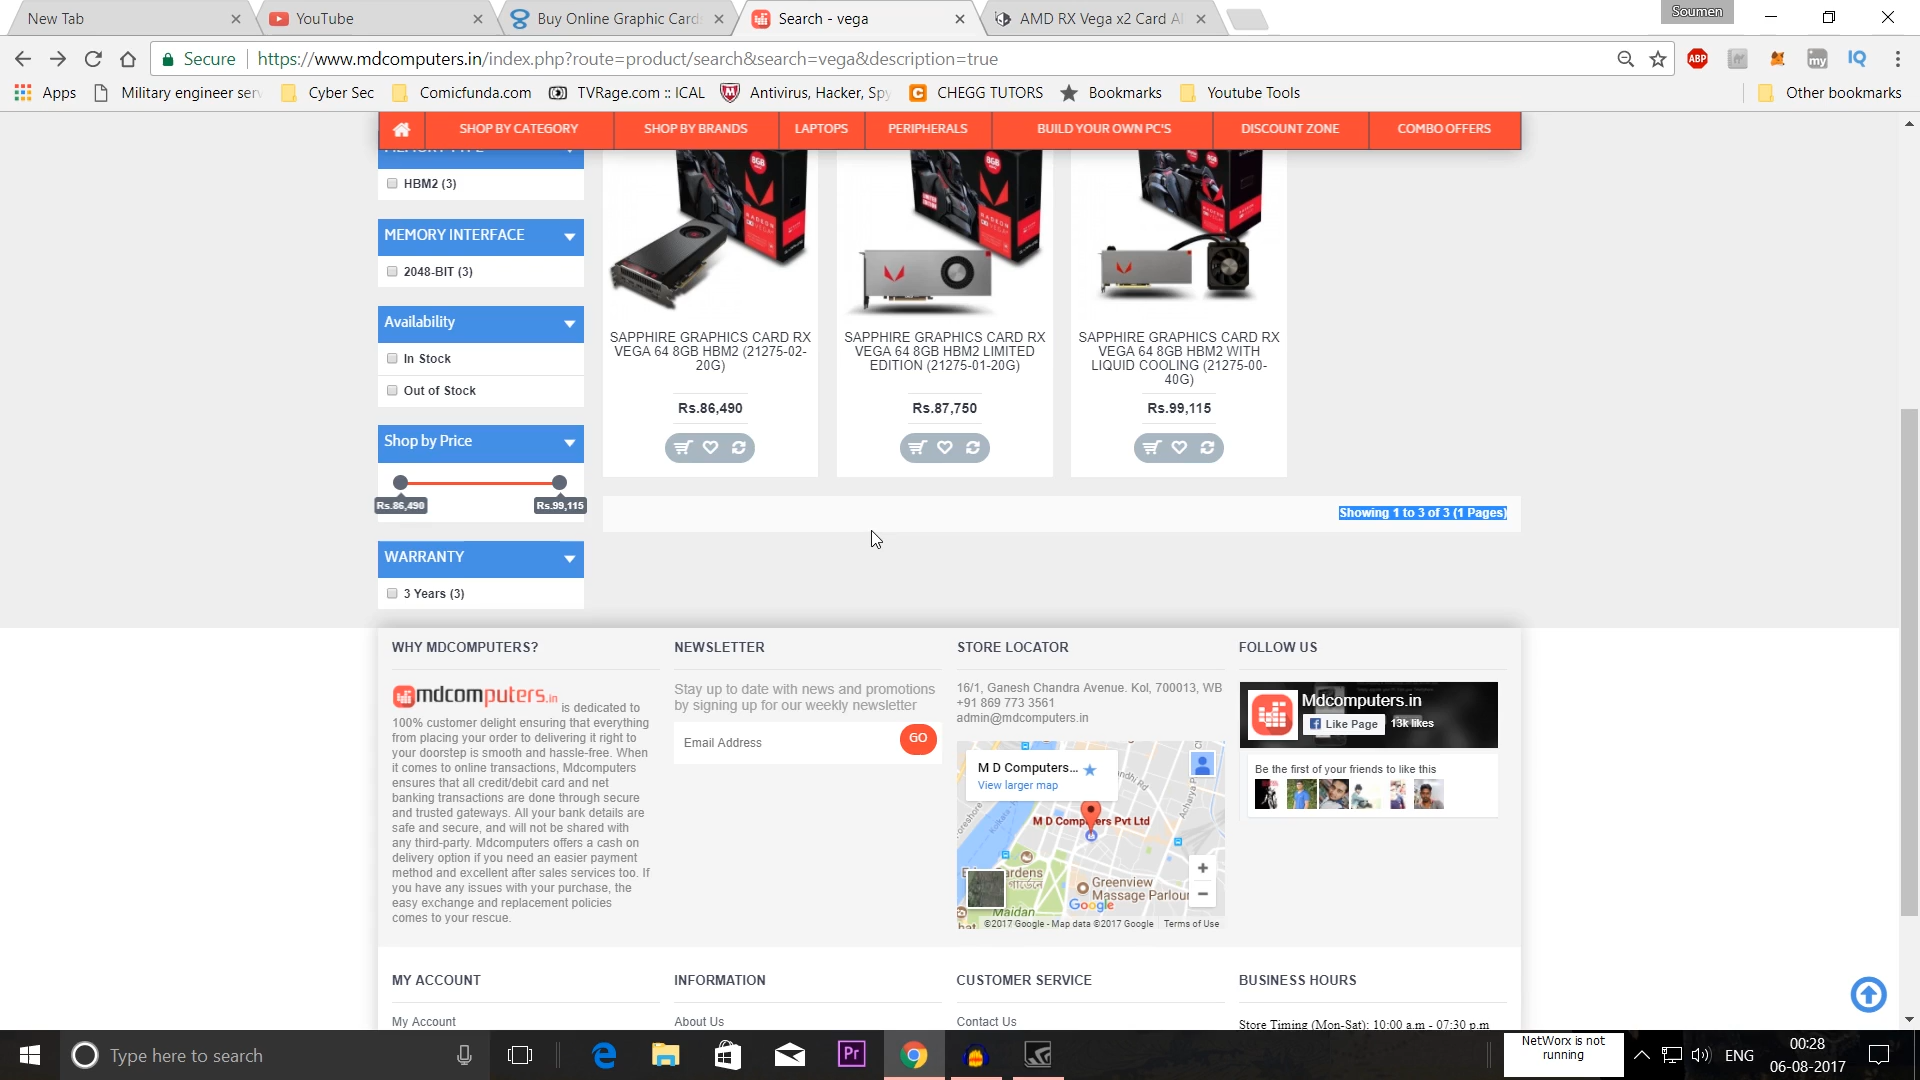 New Tab
YouTube
Buy Online Graphic Card
Search - vega
AMD RX Vega x2 Card Al
Soumen
Secure
https://www.mdcomputers.in/index.php?route=product/search&search=vega&description=true
ABP
my
IQ
Apps
Military engineer serv
Cyber Sec
Comicfunda.com
TVRage.com :: ICAL
Antivirus, Hacker, Spy
CHEGG TUTORS
Bookmarks
Youtube Tools
Other bookmarks
SHOP BY CATEGORY
SHOP BY BRANDS
LAPTOPS
PERIPHERALS
BUILD YOUR OWN PC'S
DISCOUNT ZONE
COMBO OFFERS
MEMORY TYPE
HBM2 (3)
MEMORY INTERFACE
2048-BIT (3)
Availability
In Stock
Out of Stock
Shop by Price
Rs.86,490
Rs.99,115
WARRANTY
3 Years (3)
SAPPHIRE GRAPHICS CARD RX
VEGA 64 8GB HBM2 (21275-02-
20G)
Rs.86,490
SAPPHIRE GRAPHICS CARD RX
VEGA 64 8GB HBM2 LIMITED
EDITION (21275-01-20G)
Rs.87,750
SAPPHIRE GRAPHICS CARD RX
VEGA 64 8GB HBM2 WITH
LIQUID COOLING (21275-00-
40G)
Rs.99,115
Showing 1 to 3 of 3 (1 Pages)
WHY MDCOMPUTERS?
mdcomputers.in is dedicated to
100% customer delight ensuring that everything
from placing your order to delivering it right to
your doorstep is smooth and hassle-free. When
it comes to online transactions, Mdcomputers
ensures that all credit/debit card and net
banking transactions are done through secure
and trusted gateways. All your bank details are
safe and secure, and will not be shared with
any third-party. Mdcomputers offers a cash on
delivery option if you need an easier payment
method and excellent after sales services too. If
you have any issues with your purchase, the
easy exchange and replacement policies
comes to your rescue.
NEWSLETTER
Stay up to date with news and promotions
by signing up for our weekly newsletter
Email Address
GO
STORE LOCATOR
16/1, Ganesh Chandra Avenue. Kol, 700013, WB
+91 869 773 3561
admin@mdcomputers.in
M D Computers...
View larger map
M D Computers Pvt Ltd
Greenview
Massage Parlour
Maidan
Google
©2017 Google - Map data ©2017 Google
Terms of Use
FOLLOW US
Mdcomputers.in
Like Page
13k likes
Be the first of your friends to like this
MY ACCOUNT
INFORMATION
CUSTOMER SERVICE
BUSINESS HOURS
My Account
About Us
Contact Us
Store Timing (Mon-Sat): 10:00 a.m - 07:30 p.m
Type here to search
Pr
NetWorx is not
running
ENG
00:28
06-08-2017